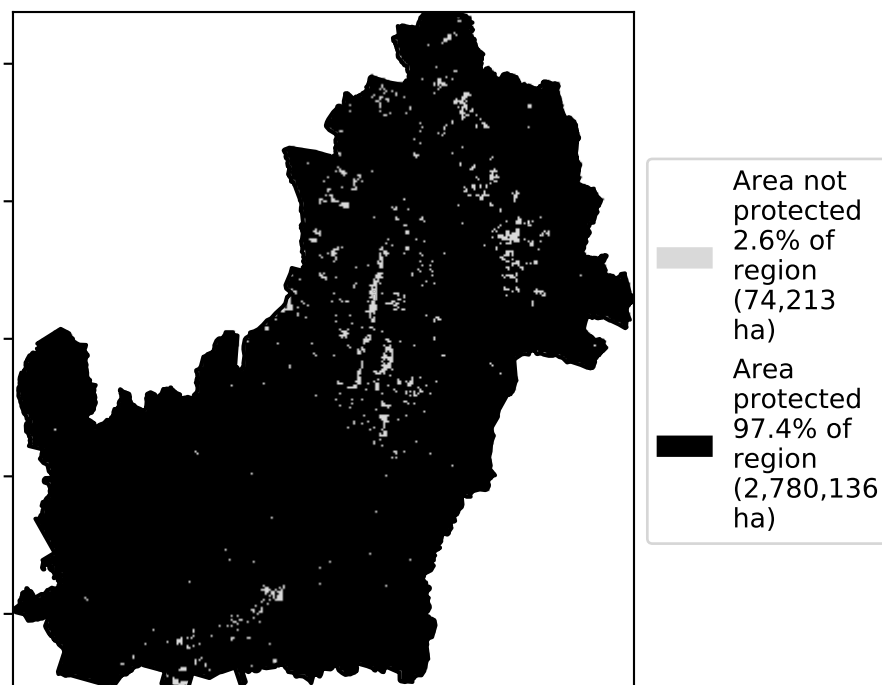 Area not
protected
2.6% of
region
(74,213
ha)
Area
protected
97.4% of
region
(2,780,136
ha)